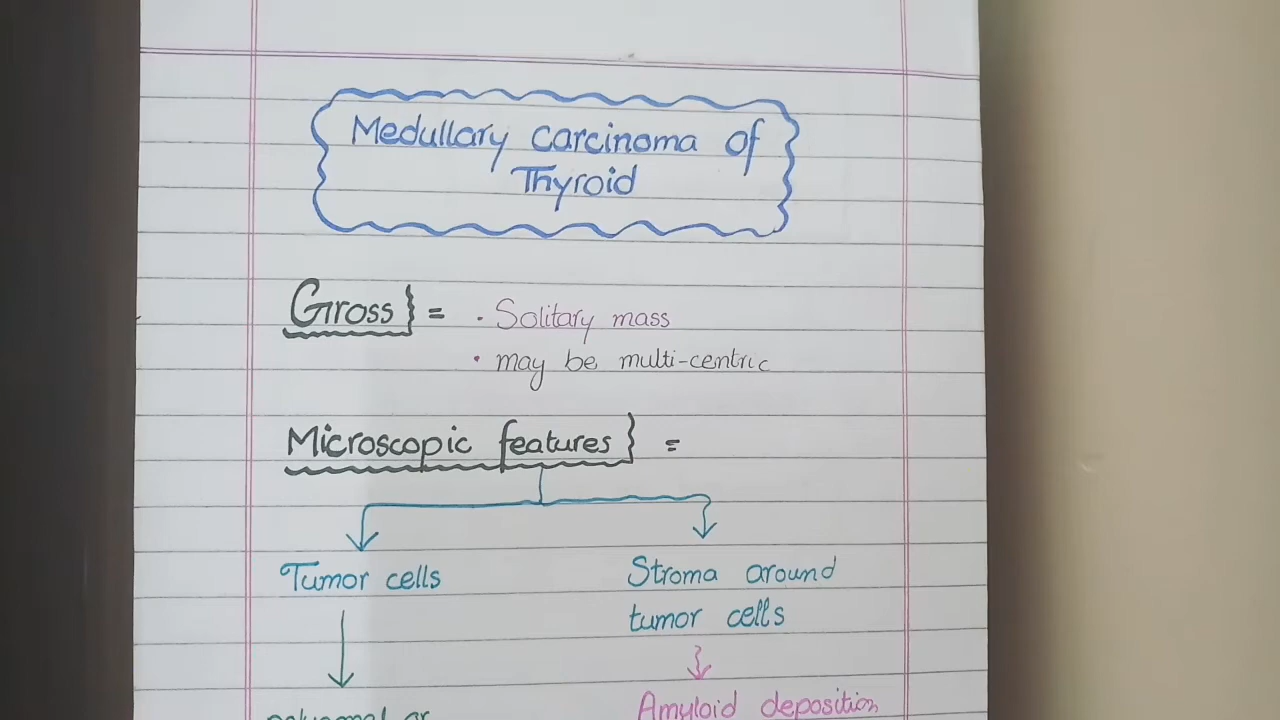 Medullary carcinoma of
Thyroid
Gross} = • Solitary mass
• may be multi-centric
Microscopic features} =
Tumor cells
Stroma around
tumor cells
Amyloid deposition